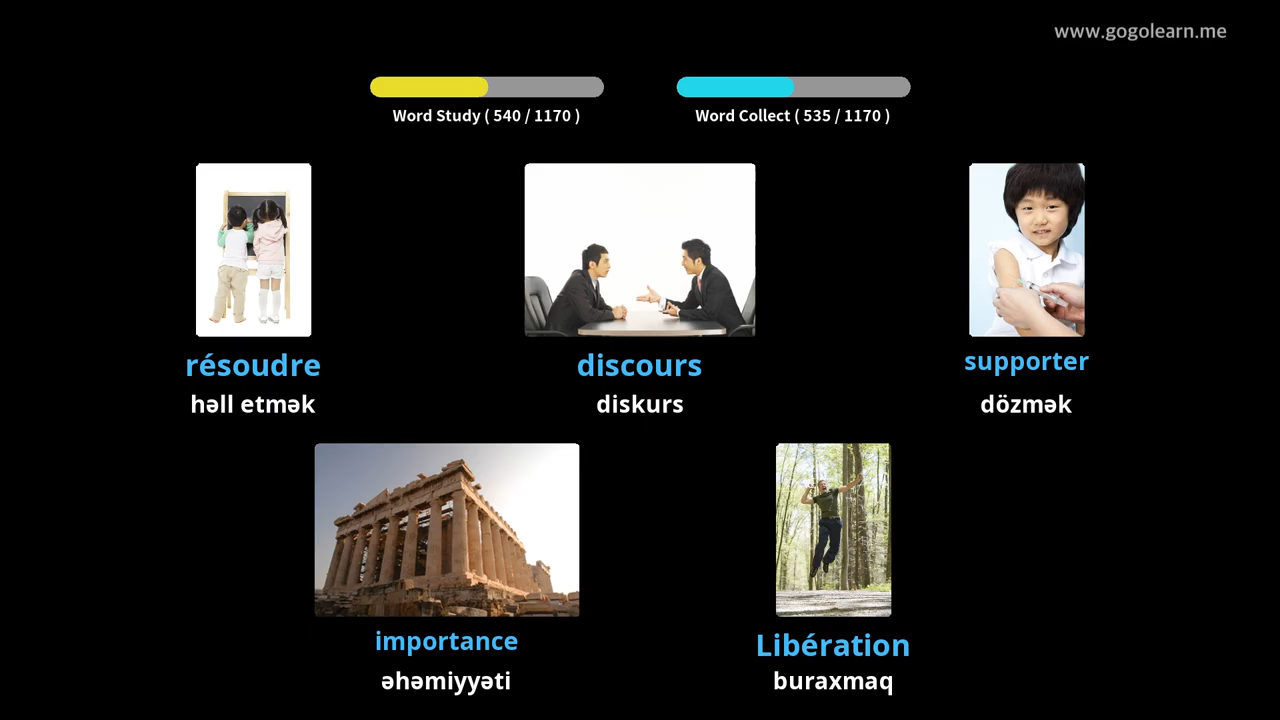 www.gogolearn.me
Word Study ( 540 / 1170 )
Word Collect ( 535 / 1170 )
résoudre
həll etmək
discours
diskurs
supporter
dözmək
importance
əhəmiyyəti
Libération
buraxmaq